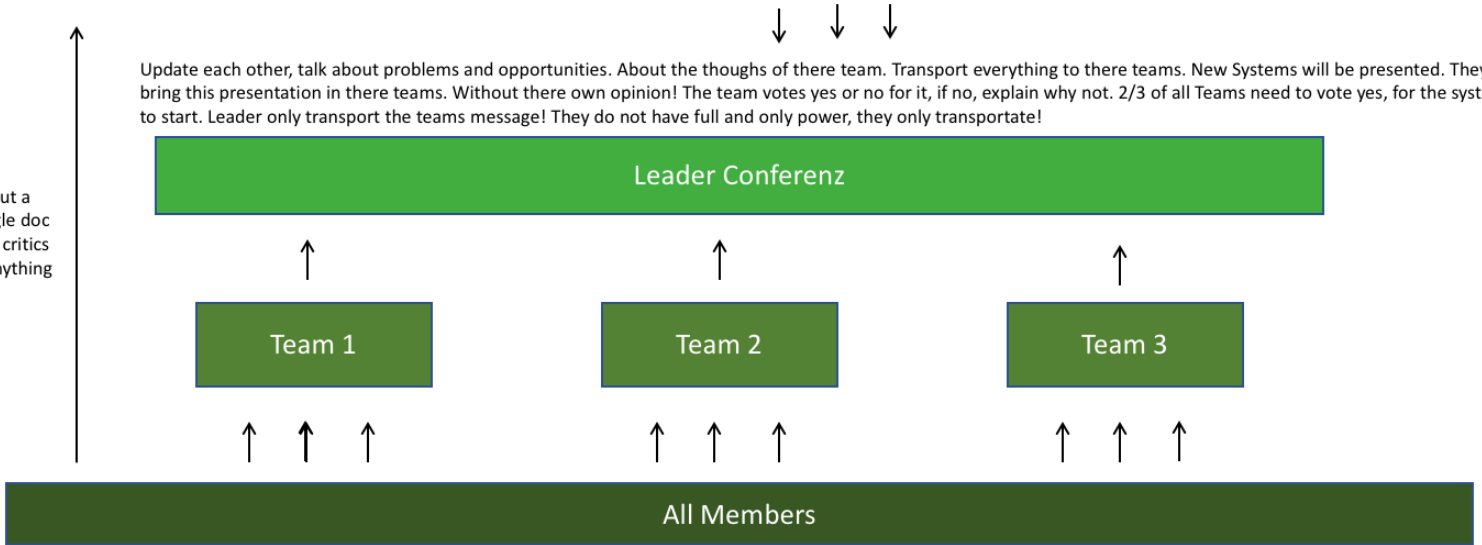 Update each other, talk about problems and opportunities. About the thoughs of there team. Transport everything to there teams. New Systems will be presented. They
bring this presentation in there teams. Without there own opinion! The team votes yes or no for it, if no, explain why not. 2/3 of all Teams need to vote yes, for the syst
to start. Leader only transport the teams message! They do not have full and only power, they only transportate!
Leader Conferenz
ut a
gle doc
critics
nything
Team 1
Team 2
Team 3
All Members